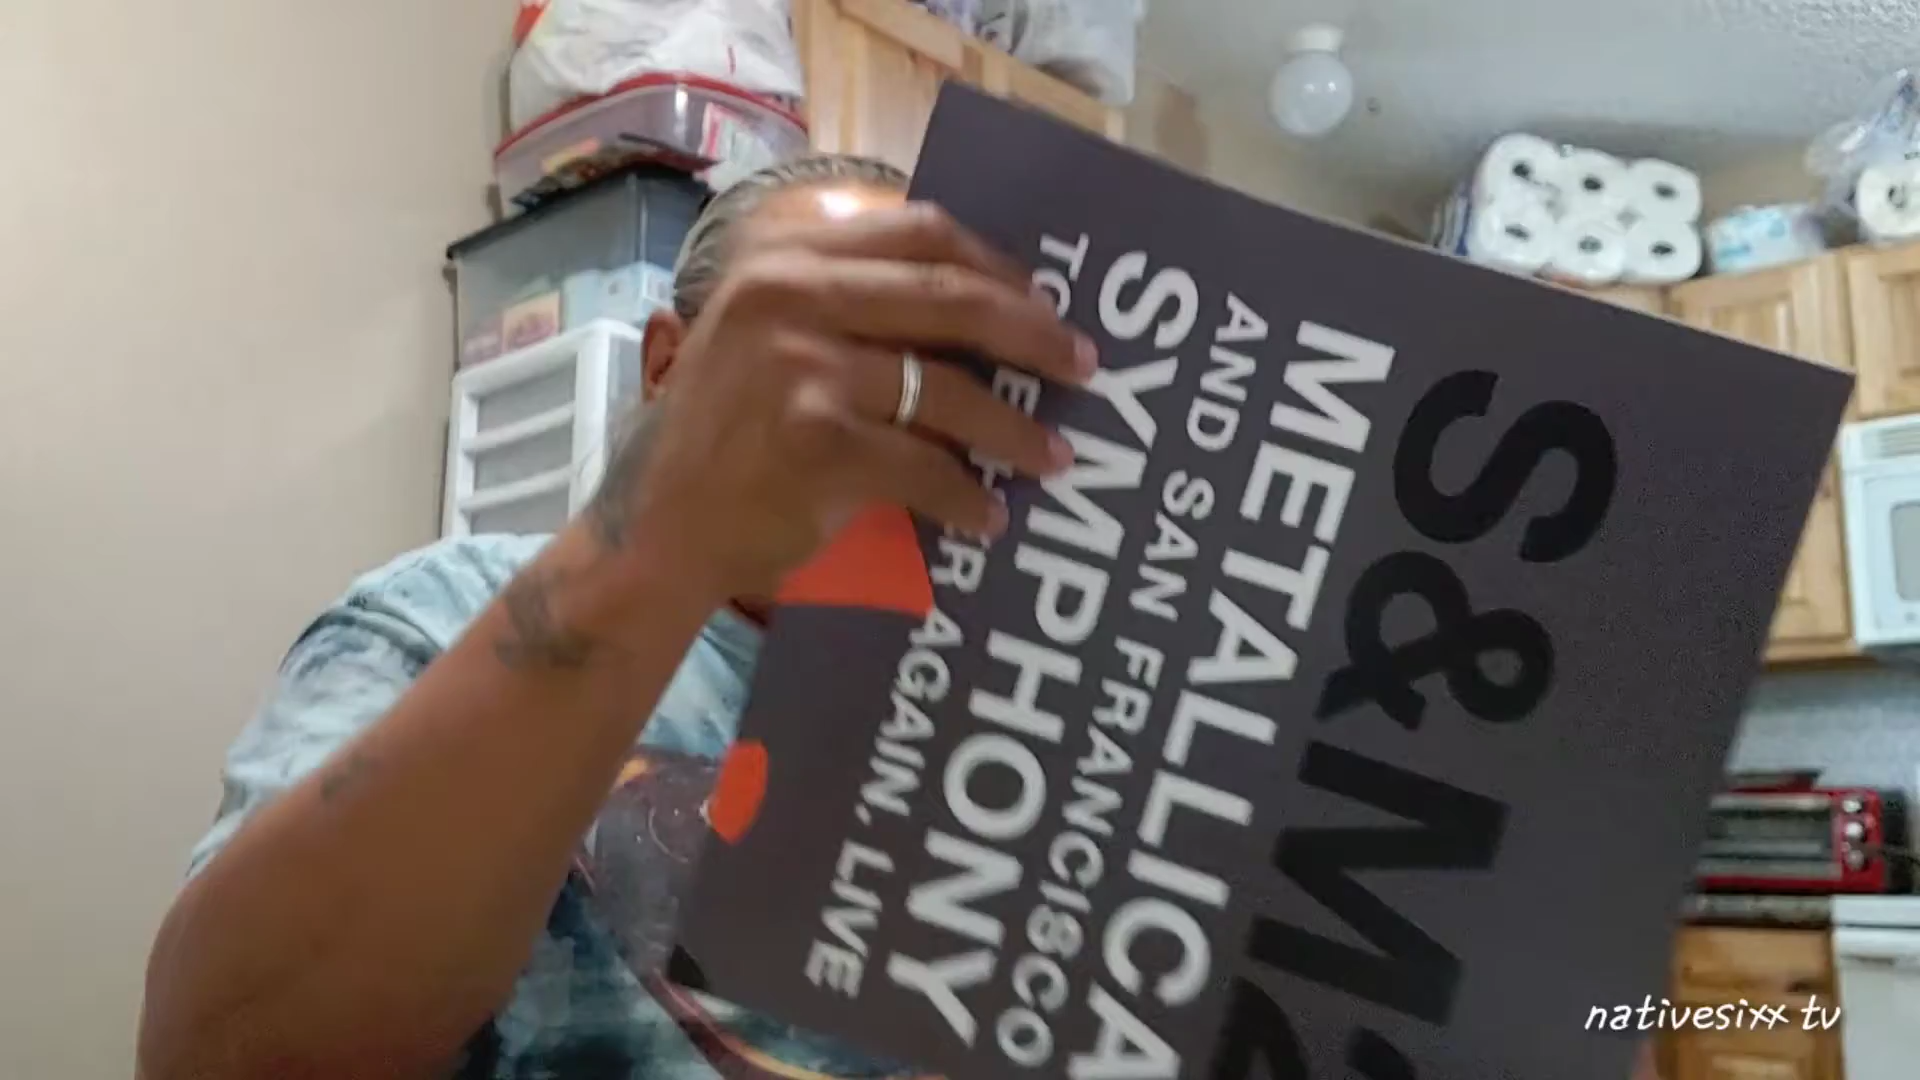 S&M
METALLICA
AND SAN FRANCISCO
SYMPHONY
AGAIN, LIVE
nativesixx tv